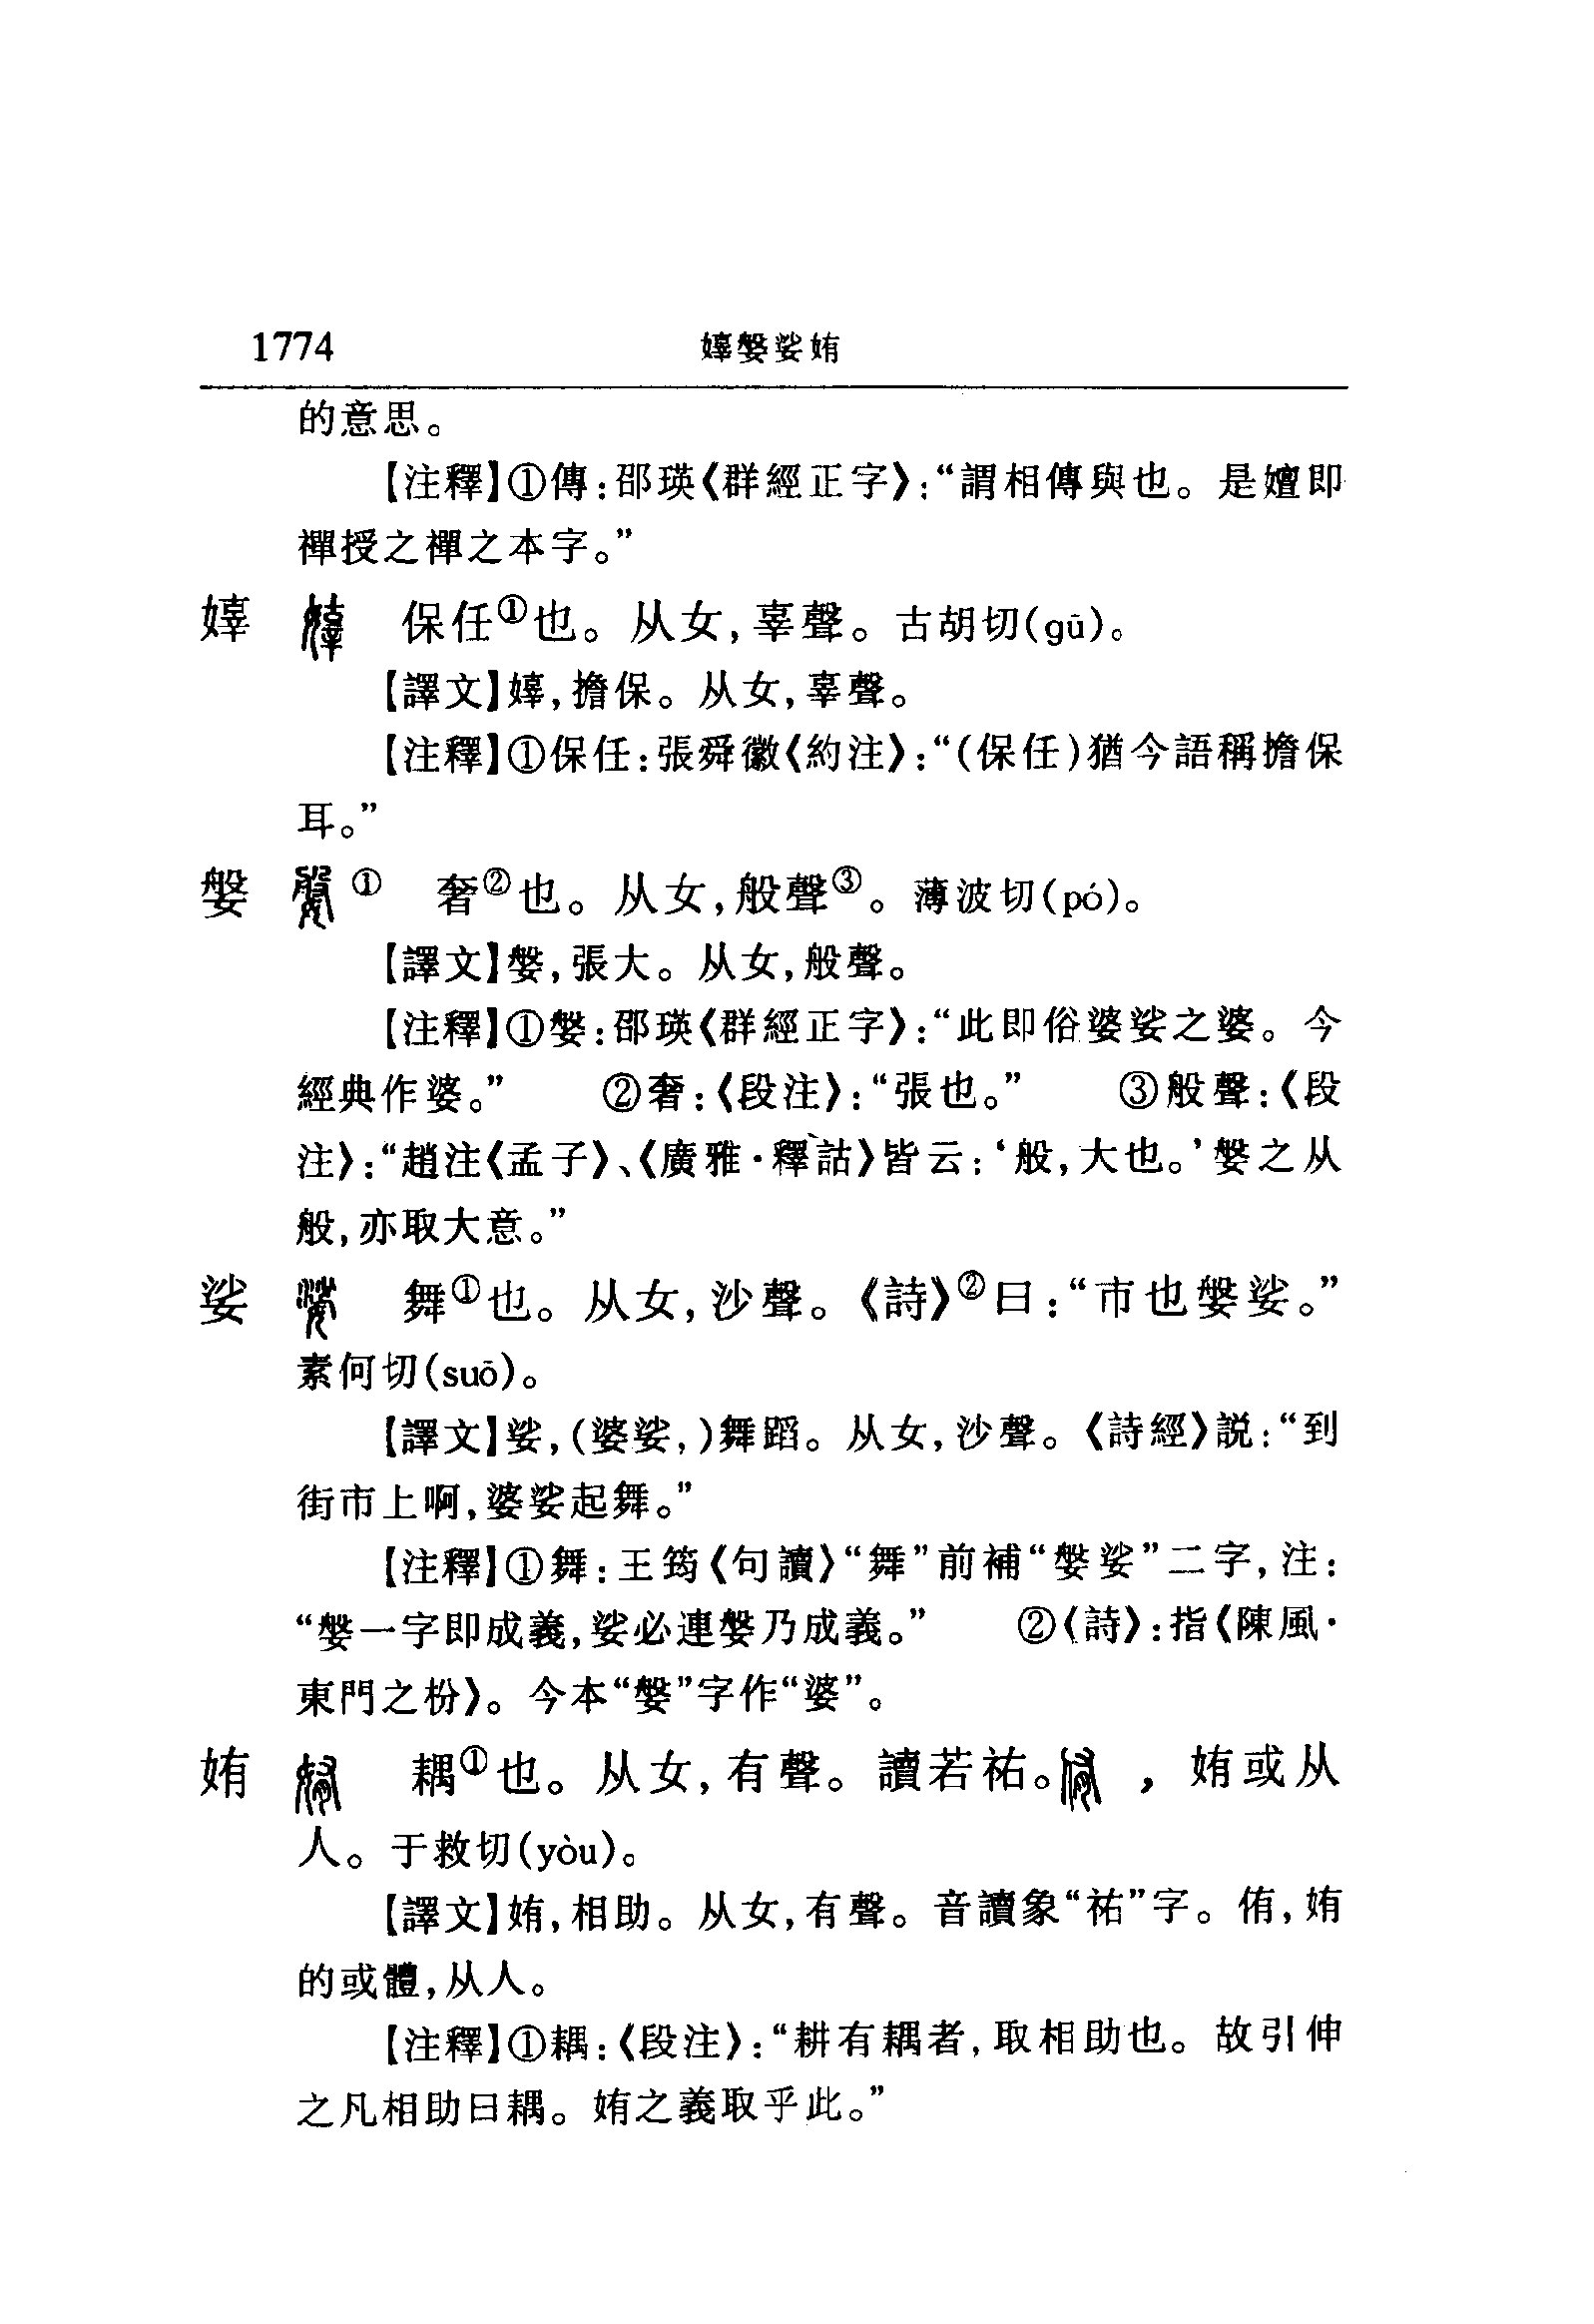 1774
嫴媻娑姷
的意思。
【注釋】①傳：邵瑛《群經正字》：“謂相傳與也。是嬗即
禪授之禪之本字。”
嫴 保任①也。从女，辜聲。古胡切(gū)。
【譯文】嫴，擔保。从女，辜聲。
【注釋】①保任：張舜徽《約注》：“(保任)猶今語稱擔保
耳。”
媻 ① 奢②也。从女，般聲③。薄波切(pó)。
【譯文】媻，張大。从女，般聲。
【注釋】①媻：邵瑛《群經正字》：“此即俗婆娑之婆。今
經典作婆。” ②奢：《段注》：“張也。” ③般聲：《段
注》：“趙注《孟子》、《廣雅·釋詁》皆云：‘般，大也。’媻之从
般，亦取大意。”
娑 舞①也。从女，沙聲。《詩》②曰：“市也媻娑。”
素何切(suō)。
【譯文】娑，(婆娑，)舞蹈。从女，沙聲。《詩經》説：“到
街市上啊，婆娑起舞。”
【注釋】①舞：王筠《句讀》“舞”前補“媻娑”二字，注：
“媻一字即成義，娑必連媻乃成義。” ②《詩》：指《陳風·
東門之枌》。今本“媻”字作“婆”。
姷 耦①也。从女，有聲。讀若祐。 ，姷或从
人。于救切(yòu)。
【譯文】姷，相助。从女，有聲。音讀象“祐”字。侑，姷
的或體，从人。
【注釋】①耦：《段注》：“耕有耦者，取相助也。故引伸
之凡相助曰耦。姷之義取乎此。”